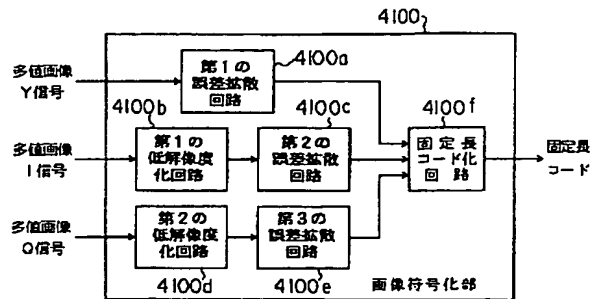 4100
4100a
多値画像
Y信号
第1の
誤差拡散
回路
4100b
4100c
4100f
多値画像
I信号
第1の
低解像度
化回路
第2の
誤差拡散
回路
固定長
コード化
回路
固定長
コード
多値画像
Q信号
第2の
低解像度
化回路
第3の
誤差拡散
回路
4100d
4100e
画像符号化部